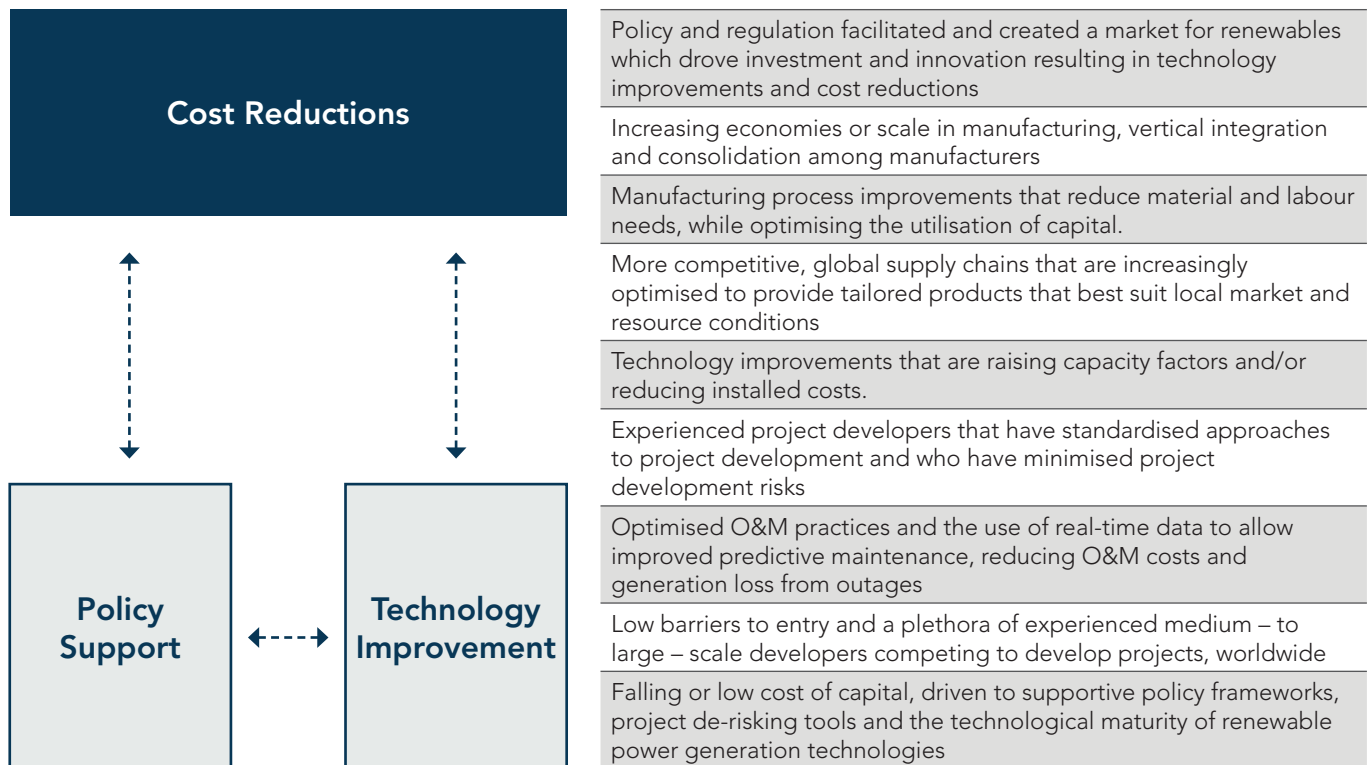 Cost Reductions
Policy
Support
Technology
Improvement
Policy and regulation facilitated and created a market for renewables
which drove investment and innovation resulting in technology
improvements and cost reductions
Increasing economies or scale in manufacturing, vertical integration
and consolidation among manufacturers
Manufacturing process improvements that reduce material and labour
needs, while optimising the utilisation of capital.
More competitive, global supply chains that are increasingly
optimised to provide tailored products that best suit local market and
resource conditions
Technology improvements that are raising capacity factors and/or
reducing installed costs.
Experienced project developers that have standardised approaches
to project development and who have minimised project
development risks
Optimised O&M practices and the use of real-time data to allow
improved predictive maintenance, reducing O&M costs and
generation loss from outages
Low barriers to entry and a plethora of experienced medium – to
large – scale developers competing to develop projects, worldwide
Falling or low cost of capital, driven to supportive policy frameworks,
project de-risking tools and the technological maturity of renewable
power generation technologies